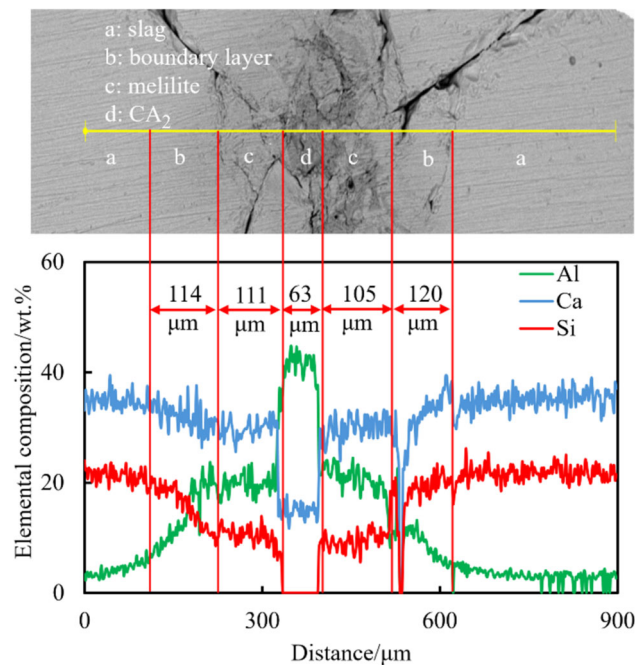 a: slag
b: boundary layer
c: melilite
d: CA₂
a b c d c b a
60
40
20
0
Elemental composition/wt.%
114 μm
111 μm
63 μm
105 μm
120 μm
Al
Ca
Si
0 300 600 900
Distance/μm